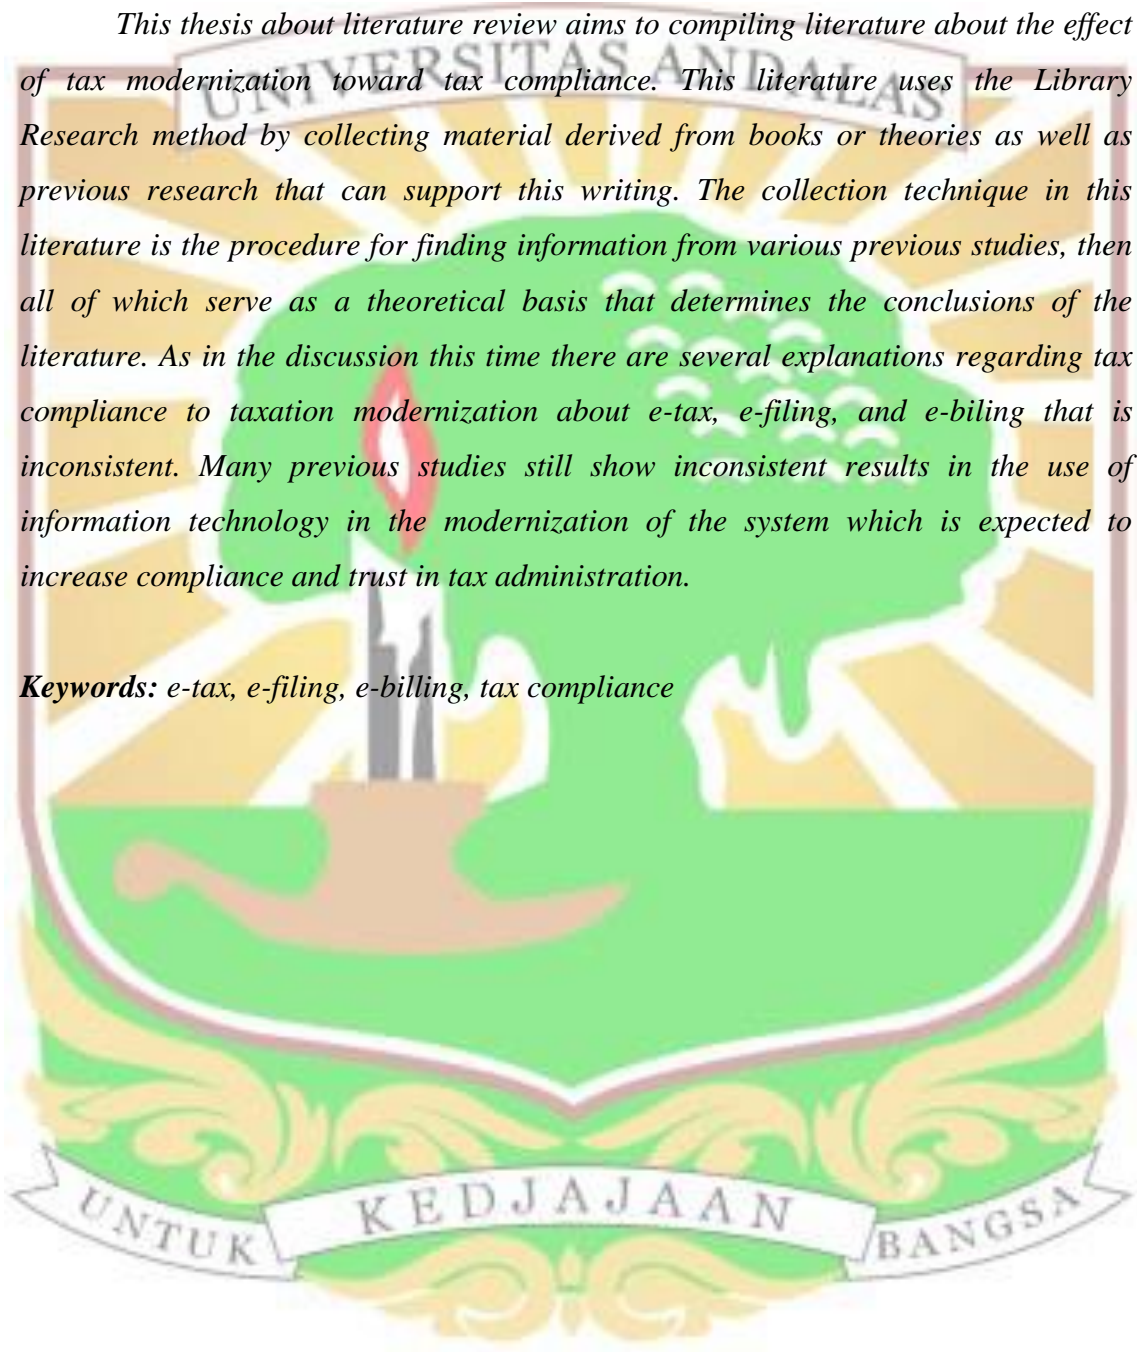 This thesis about literature review aims to compiling literature about the effect
UNIVERSITAS ANDALAS
of tax modernization toward tax compliance. This literature uses the Library
Research method by collecting material derived from books or theories as well as
previous research that can support this writing. The collection technique in this
literature is the procedure for finding information from various previous studies, then
all of which serve as a theoretical basis that determines the conclusions of the
literature. As in the discussion this time there are several explanations regarding tax
compliance to taxation modernization about e-tax, e-filing, and e-biling that is
inconsistent. Many previous studies still show inconsistent results in the use of
information technology in the modernization of the system which is expected to
increase compliance and trust in tax administration.
Keywords: e-tax, e-filing, e-billing, tax compliance
UNTUK KEDJAJAAN BANGSA